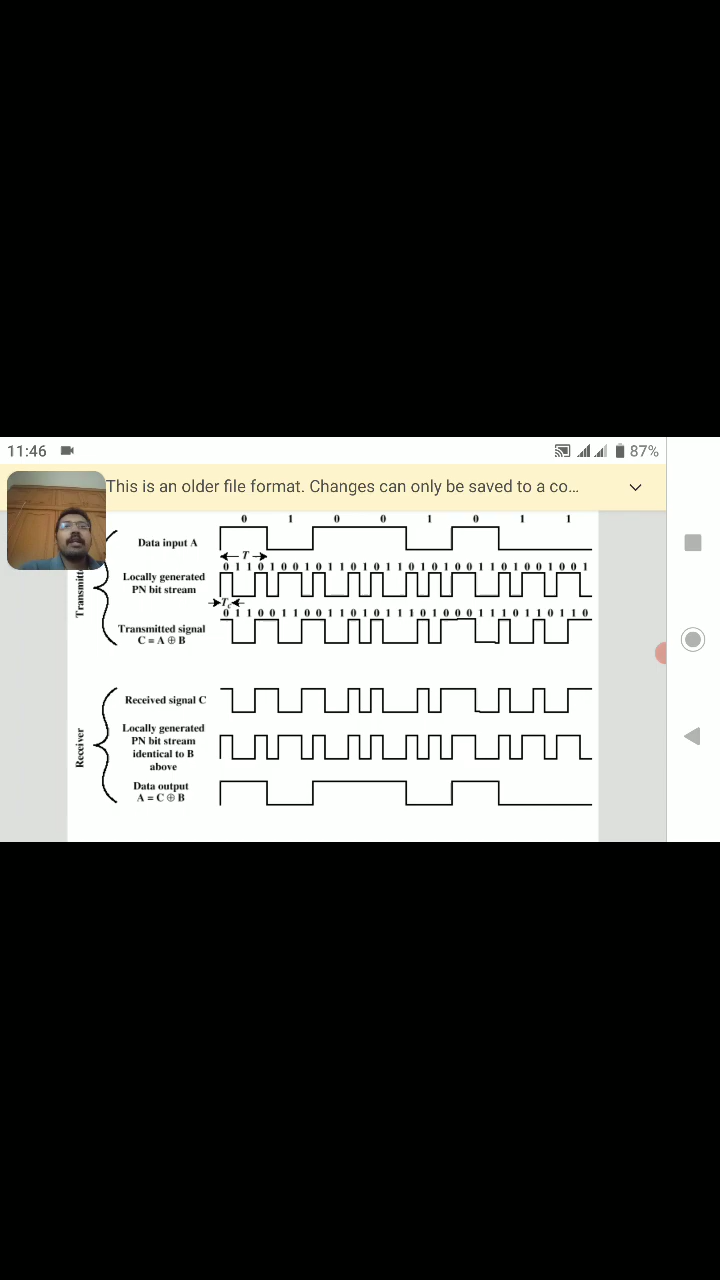 11:46
87%
This is an older file format. Changes can only be saved to a co...
0 1 0 0 1 0 1 1
Data input A
T
0 1 1 0 1 0 0 1 0 1 1 0 1 0 1 1 0 1 0 1 0 0 1 1 0 1 0 0 1 0 0 1
Locally generated
PN bit stream
Tc
0 1 1 0 0 1 1 0 0 1 1 0 1 0 1 1 1 0 1 0 0 0 1 1 1 0 1 1 0 1 1 0
Transmitted signal
C = A ⊕ B
Received signal C
Receiver
Locally generated
PN bit stream
identical to B
above
Data output
A = C ⊕ B